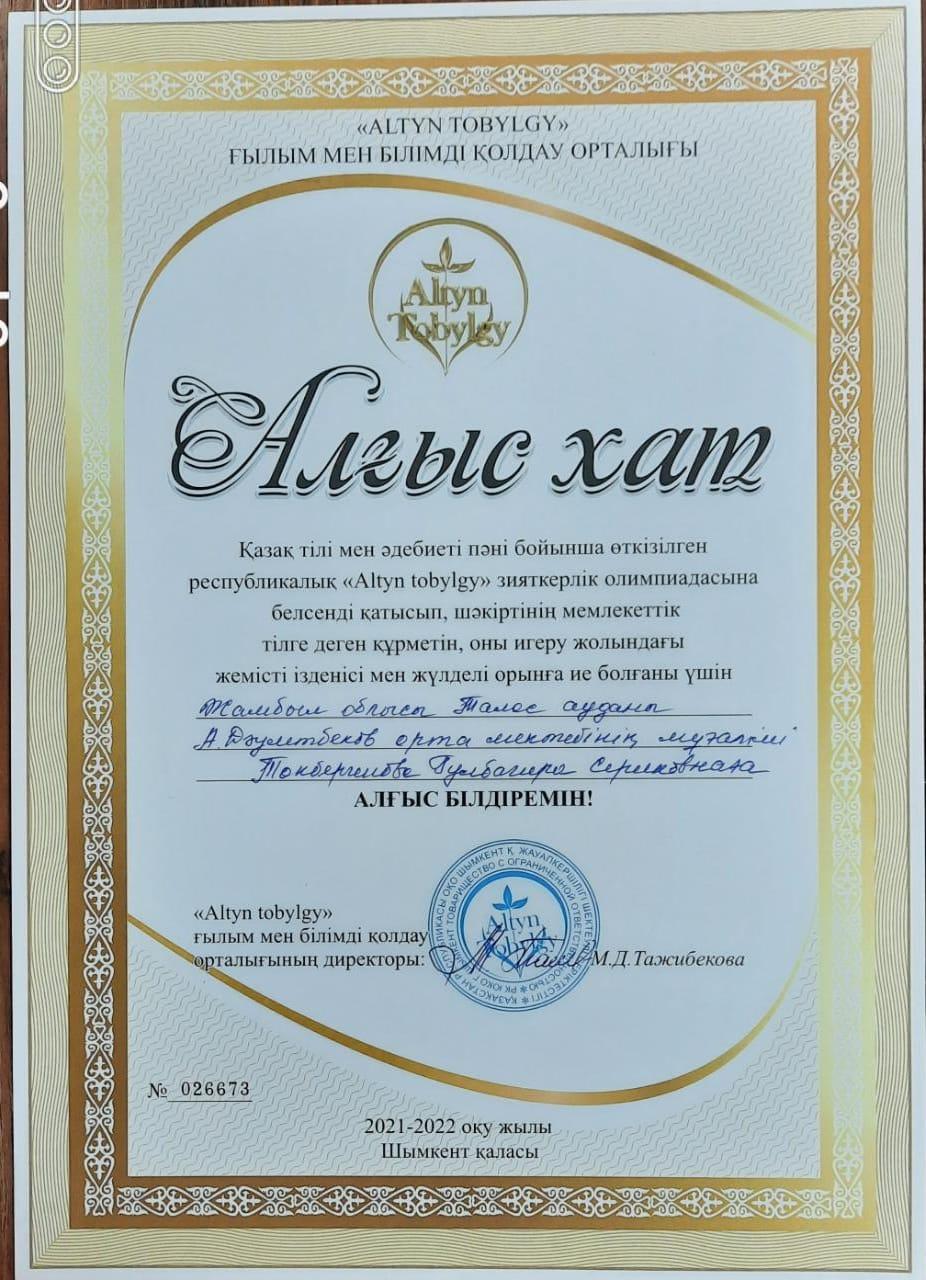 «ALTYN TOBYLGY»
ҒЫЛЫМ МЕН БІЛІМДІ ҚОЛДАУ ОРТАЛЫҒЫ
Altyn
Tobylgy
Алғыс хат
Қазақ тілі мен әдебиеті пәні бойынша өткізілген
республикалық «Altyn tobylgy» зияткерлік олимпиадасына
белсенді қатысып, шәкіртінің мемлекеттік
тілге деген құрметін, оны игеру жолындағы
жемісті ізденісі мен жүлделі орынға ие болғаны үшін
Жамбыл облысы Талас ауданы
А. Дәулетбеков орта мектебінің мұғалімі
Токбергенова Гулбагира Сериковнаға
АЛҒЫС БІЛДІРЕМІН!
«Altyn tobylgy»
ғылым мен білімді қолдау
орталығының директоры:
М.Д.Тажибекова
Altyn
Tobylgy
№ 026673
2021-2022 оқу жылы
Шымкент қаласы